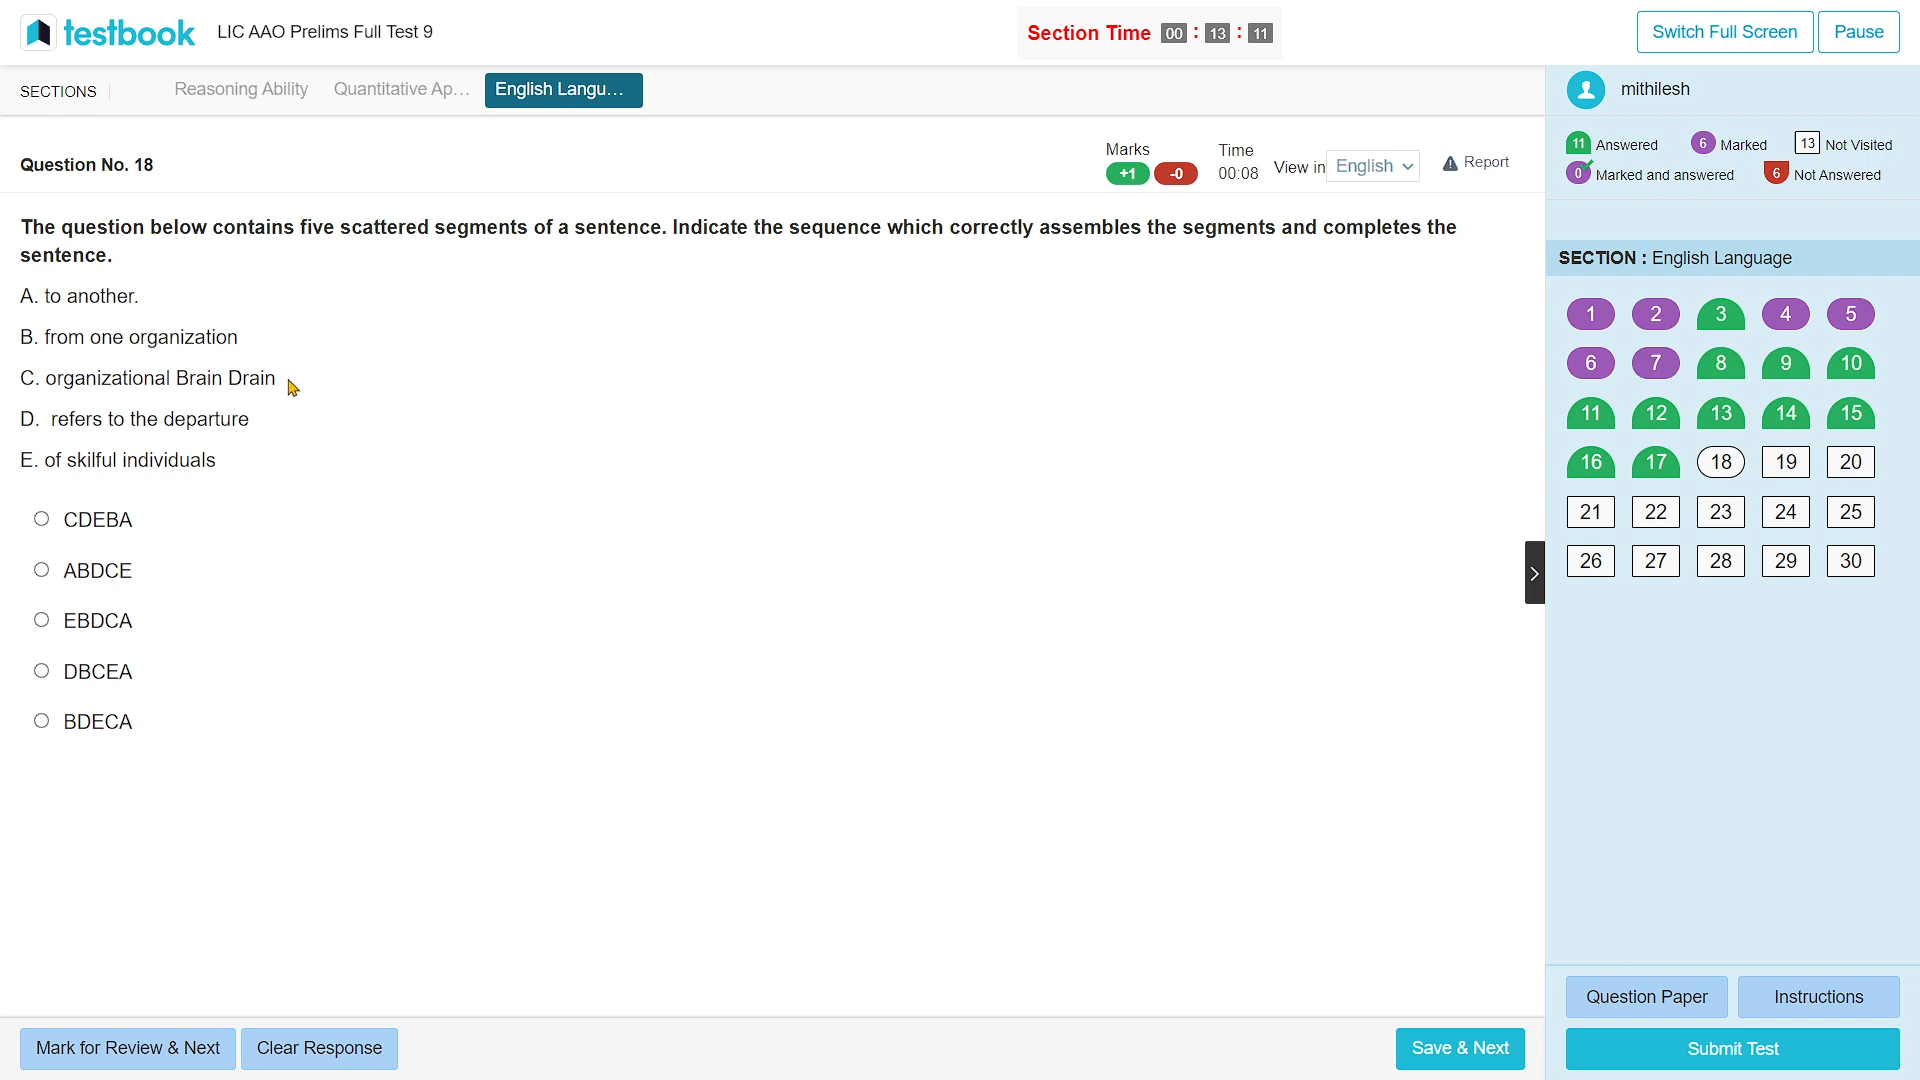 testbook LIC AAO Prelims Full Test 9 Section Time 00 : 13 : 11 Switch Full Screen Pause
SECTIONS Reasoning Ability Quantitative Ap... English Langu... mithilesh
11 Answered 6 Marked 13 Not Visited
0 Marked and answered 6 Not Answered
Question No. 18 Marks +1 -0 Time 00:08 View in English Report
The question below contains five scattered segments of a sentence. Indicate the sequence which correctly assembles the segments and completes the
sentence.
A. to another.
B. from one organization
C. organizational Brain Drain
D. refers to the departure
E. of skilful individuals
CDEBA
ABDCE
EBDCA
DBCEA
BDECA
SECTION : English Language
1 2 3 4 5
6 7 8 9 10
11 12 13 14 15
16 17 18 19 20
21 22 23 24 25
26 27 28 29 30
Question Paper Instructions
Mark for Review & Next Clear Response Save & Next Submit Test